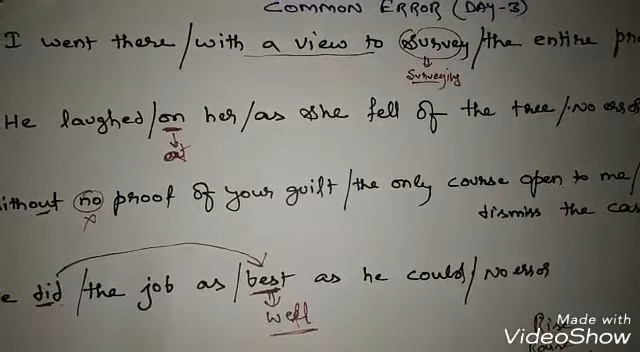 COMMON ERROR (DAY-3)
I went there / with a view to survey / the entire
surveying
He laughed / on her / as she fell of the tree / No error
at
without no proof of your guilt / the only course open to me /
x
dismiss the
did / the job as / best as he could / No error
well
Made with
VideoShow